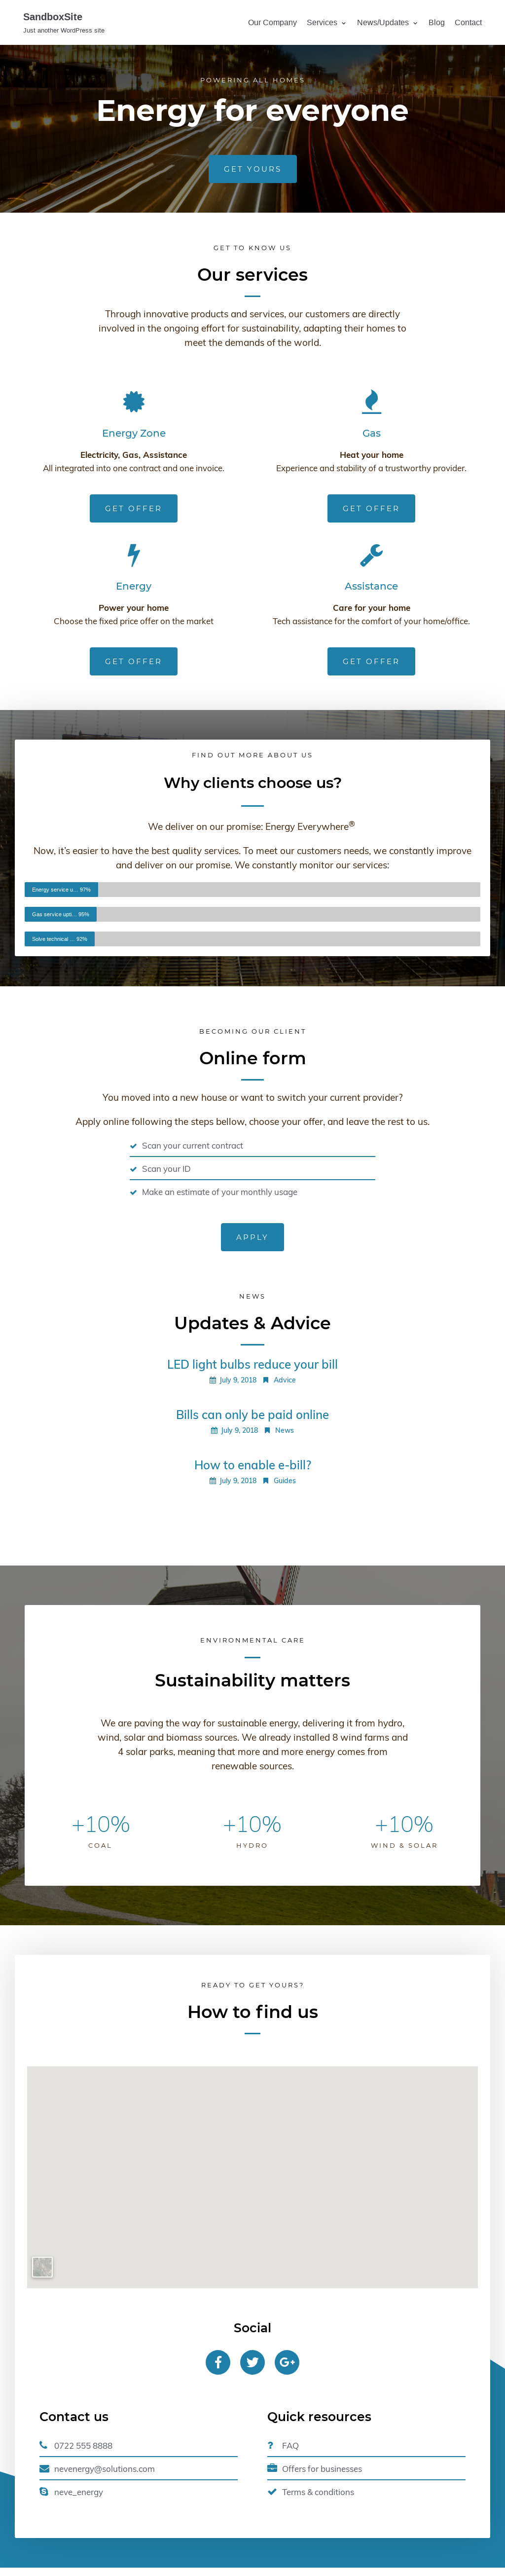 SandboxSite
Just another WordPress site
Our Company Services News/Updates Blog Contact
POWERING ALL HOMES
Energy for everyone
GET YOURS
GET TO KNOW US
Our services
Through innovative products and services, our customers are directly
involved in the ongoing effort for sustainability, adapting their homes to
meet the demands of the world.
Energy Zone
Electricity, Gas, Assistance
All integrated into one contract and one invoice.
GET OFFER
Gas
Heat your home
Experience and stability of a trustworthy provider.
GET OFFER
Energy
Power your home
Choose the fixed price offer on the market
GET OFFER
Assistance
Care for your home
Tech assistance for the comfort of your home/office.
GET OFFER
FIND OUT MORE ABOUT US
Why clients choose us?
We deliver on our promise: Energy Everywhere®
Now, it's easier to have the best quality services. To meet our customers needs, we constantly improve
and deliver on our promise. We constantly monitor our services:
Energy service u... 97%
Gas service upti... 95%
Solve technical ... 92%
BECOMING OUR CLIENT
Online form
You moved into a new house or want to switch your current provider?
Apply online following the steps bellow, choose your offer, and leave the rest to us.
Scan your current contract
Scan your ID
Make an estimate of your monthly usage
APPLY
NEWS
Updates & Advice
LED light bulbs reduce your bill
July 9, 2018 Advice
Bills can only be paid online
July 9, 2018 News
How to enable e-bill?
July 9, 2018 Guides
ENVIRONMENTAL CARE
Sustainability matters
We are paving the way for sustainable energy, delivering it from hydro,
wind, solar and biomass sources. We already installed 8 wind farms and
4 solar parks, meaning that more and more energy comes from
renewable sources.
+10%
COAL
+10%
HYDRO
+10%
WIND & SOLAR
READY TO GET YOURS?
How to find us
Social
Contact us
0722 555 8888
nevenergy@solutions.com
neve_energy
Quick resources
FAQ
Offers for businesses
Terms & conditions